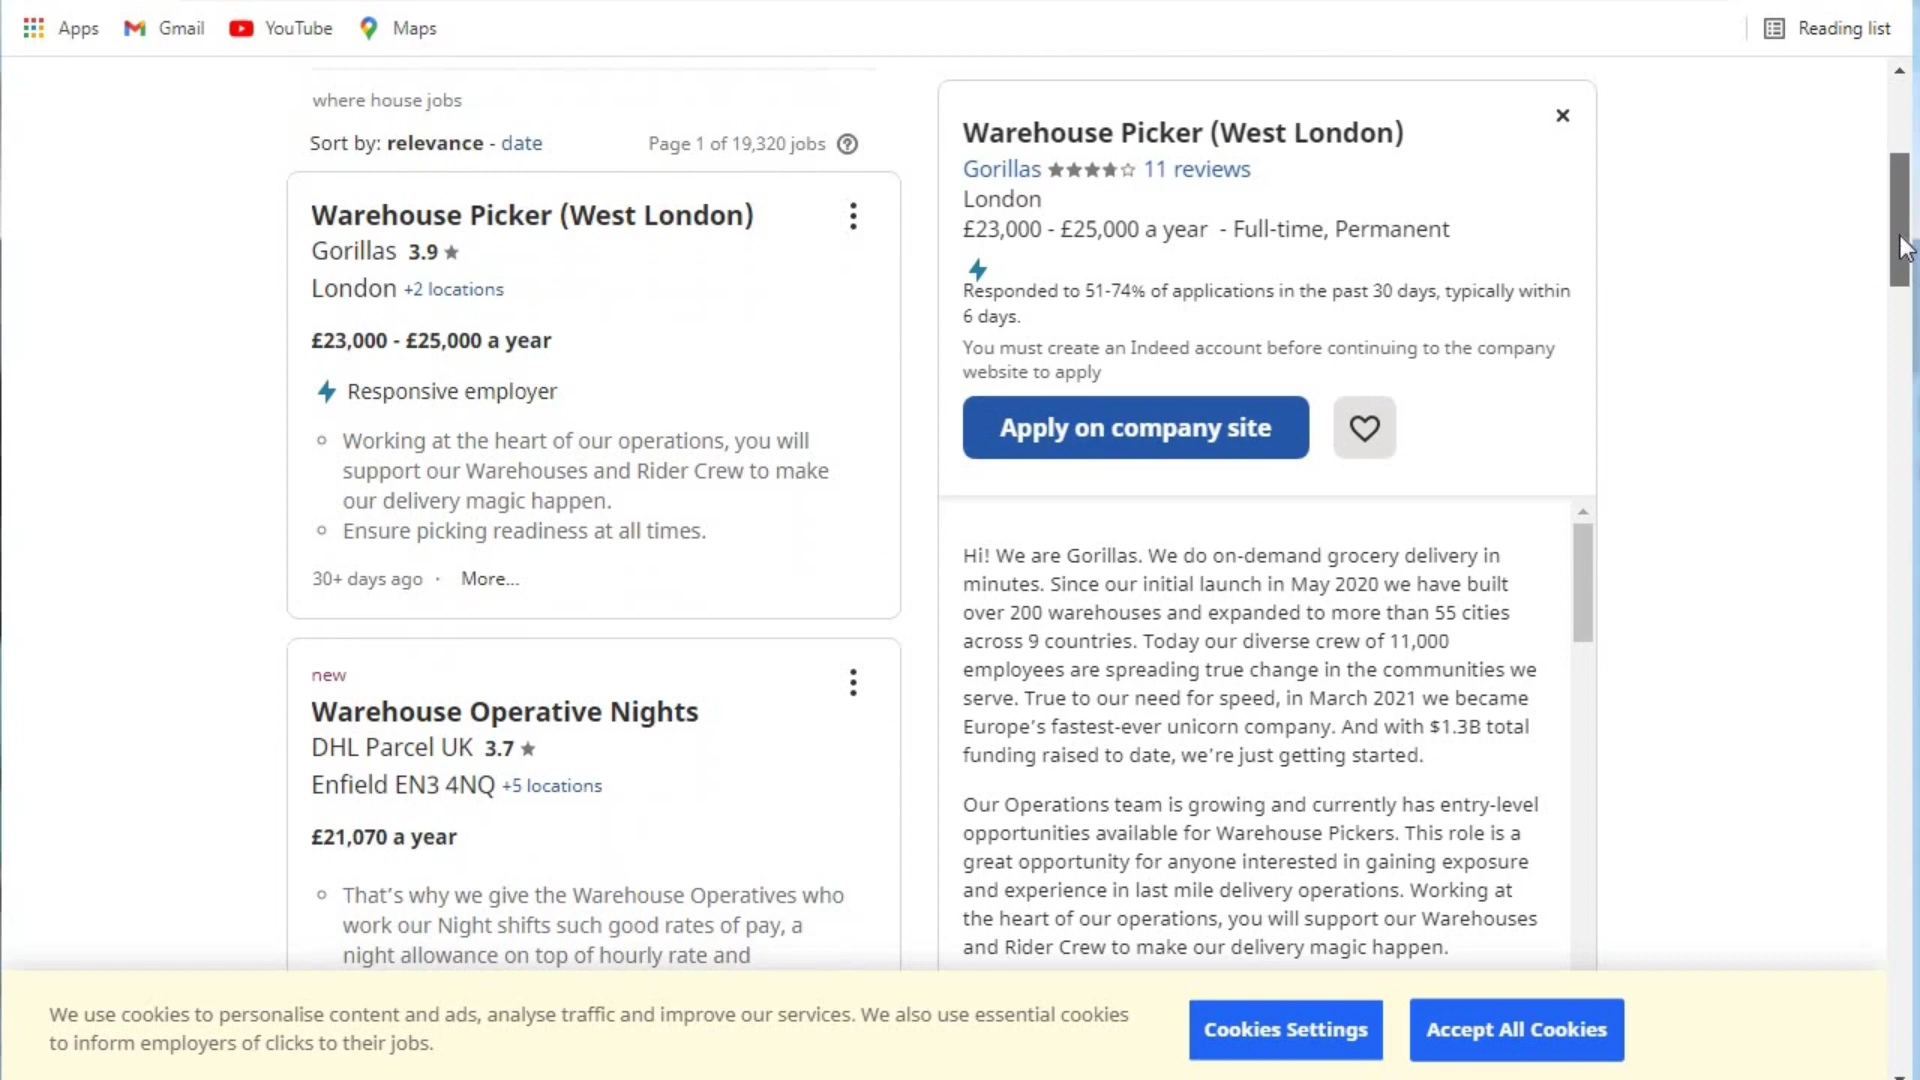 Apps Gmail YouTube Maps Reading list
where house jobs
Sort by: relevance - date Page 1 of 19,320 jobs
Warehouse Picker (West London)
Gorillas 3.9
London +2 locations
£23,000 - £25,000 a year
Responsive employer
Working at the heart of our operations, you will
support our Warehouses and Rider Crew to make
our delivery magic happen.
Ensure picking readiness at all times.
30+ days ago · More...
new
Warehouse Operative Nights
DHL Parcel UK 3.7
Enfield EN3 4NQ +5 locations
£21,070 a year
That's why we give the Warehouse Operatives who
work our Night shifts such good rates of pay, a
night allowance on top of hourly rate and
Warehouse Picker (West London)
Gorillas 11 reviews
London
£23,000 - £25,000 a year - Full-time, Permanent
Responded to 51-74% of applications in the past 30 days, typically within
6 days.
You must create an Indeed account before continuing to the company
website to apply
Apply on company site
Hi! We are Gorillas. We do on-demand grocery delivery in
minutes. Since our initial launch in May 2020 we have built
over 200 warehouses and expanded to more than 55 cities
across 9 countries. Today our diverse crew of 11,000
employees are spreading true change in the communities we
serve. True to our need for speed, in March 2021 we became
Europe's fastest-ever unicorn company. And with $1.3B total
funding raised to date, we're just getting started.
Our Operations team is growing and currently has entry-level
opportunities available for Warehouse Pickers. This role is a
great opportunity for anyone interested in gaining exposure
and experience in last mile delivery operations. Working at
the heart of our operations, you will support our Warehouses
and Rider Crew to make our delivery magic happen.
We use cookies to personalise content and ads, analyse traffic and improve our services. We also use essential cookies
to inform employers of clicks to their jobs.
Cookies Settings
Accept All Cookies